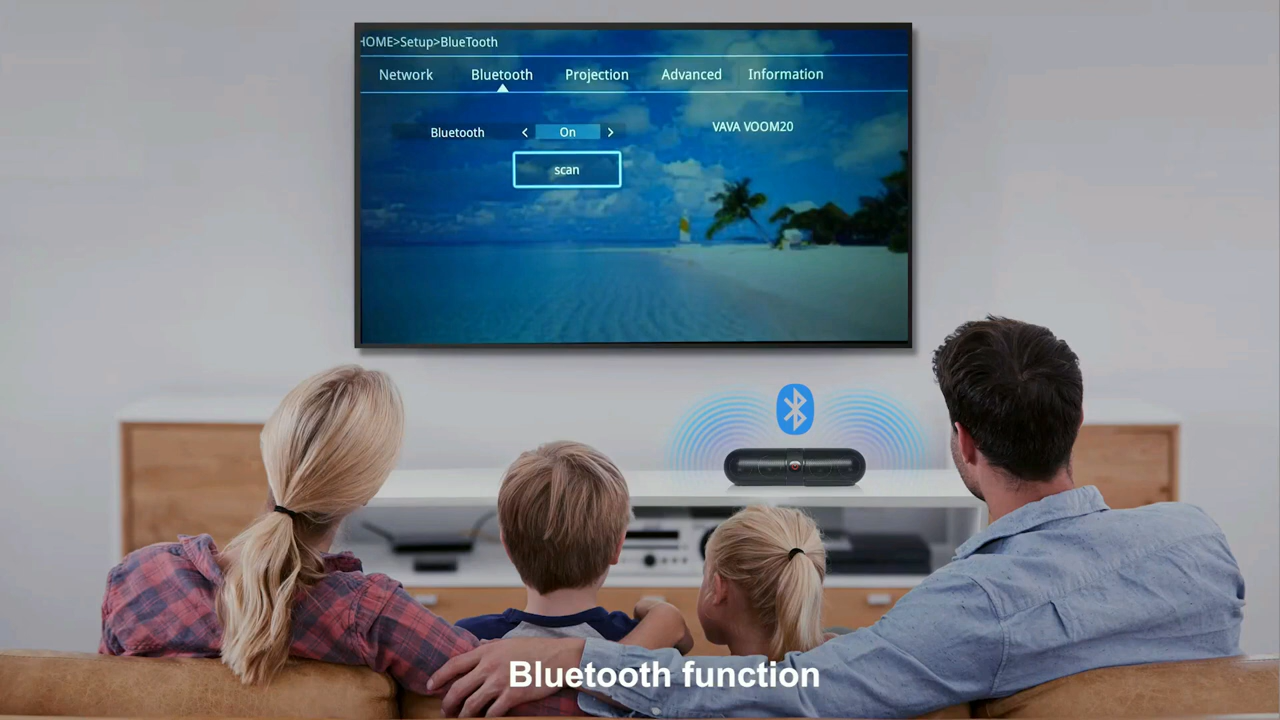 HOME>Setup>BlueTooth
Network Bluetooth Projection Advanced Information
Bluetooth < On > VAVA VOOM20
scan
Bluetooth function